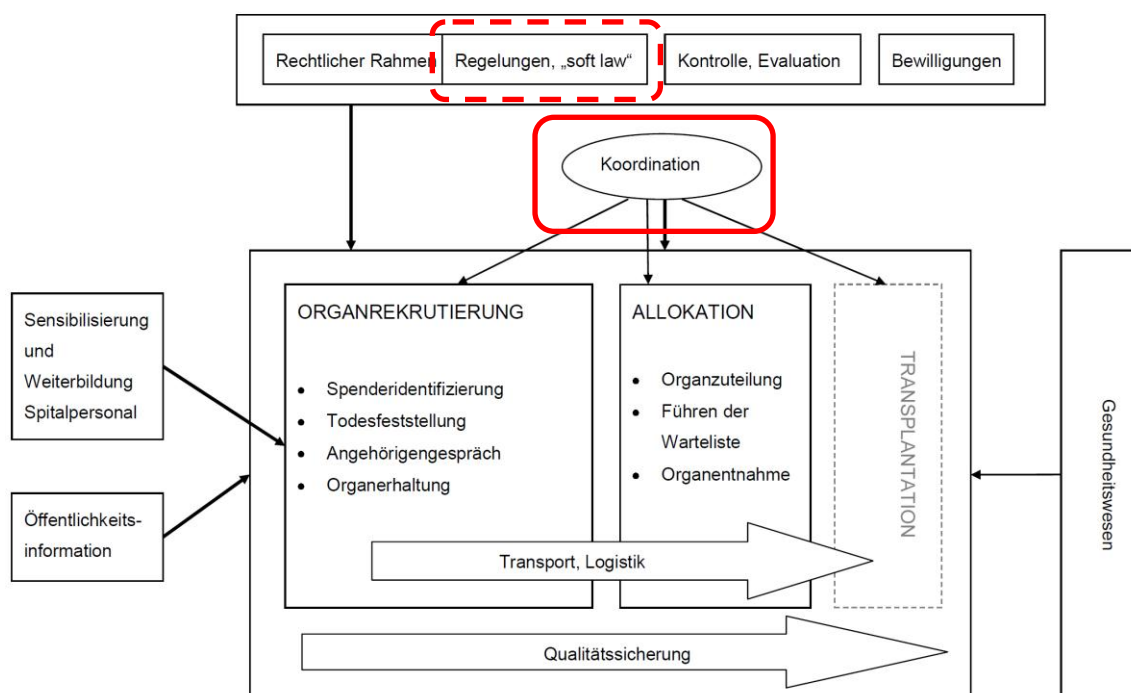 Rechtlicher Rahmen
Regelungen, „soft law“
Kontrolle, Evaluation
Bewilligungen
Koordination
Sensibilisierung
und
Weiterbildung
Spitalpersonal
Öffentlichkeits-
information
ORGANREKRUTIERUNG
• Spenderidentifizierung
• Todesfeststellung
• Angehörigengespräch
• Organerhaltung
ALLOKATION
• Organzuteilung
• Führen der
Warteliste
• Organentnahme
TRANSPLANTATION
Transport, Logistik
Qualitätssicherung
Gesundheitswesen